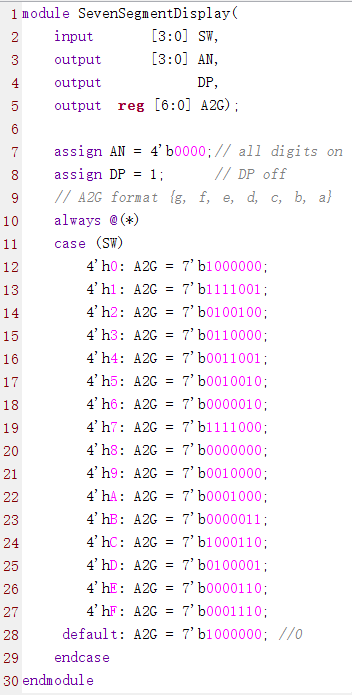 1 module SevenSegmentDisplay(
2     input       [3:0] SW,
3     output      [3:0] AN,
4     output            DP,
5     output  reg [6:0] A2G);
6
7     assign AN = 4'b0000;// all digits on
8     assign DP = 1;      // DP off
9     // A2G format {g, f, e, d, c, b, a}
10     always @(*)
11     case (SW)
12         4'h0: A2G = 7'b1000000;
13         4'h1: A2G = 7'b1111001;
14         4'h2: A2G = 7'b0100100;
15         4'h3: A2G = 7'b0110000;
16         4'h4: A2G = 7'b0011001;
17         4'h5: A2G = 7'b0010010;
18         4'h6: A2G = 7'b0000010;
19         4'h7: A2G = 7'b1111000;
20         4'h8: A2G = 7'b0000000;
21         4'h9: A2G = 7'b0010000;
22         4'hA: A2G = 7'b0001000;
23         4'hB: A2G = 7'b0000011;
24         4'hC: A2G = 7'b1000110;
25         4'hD: A2G = 7'b0100001;
26         4'hE: A2G = 7'b0000110;
27         4'hF: A2G = 7'b0001110;
28      default: A2G = 7'b1000000; //0
29     endcase
30 endmodule